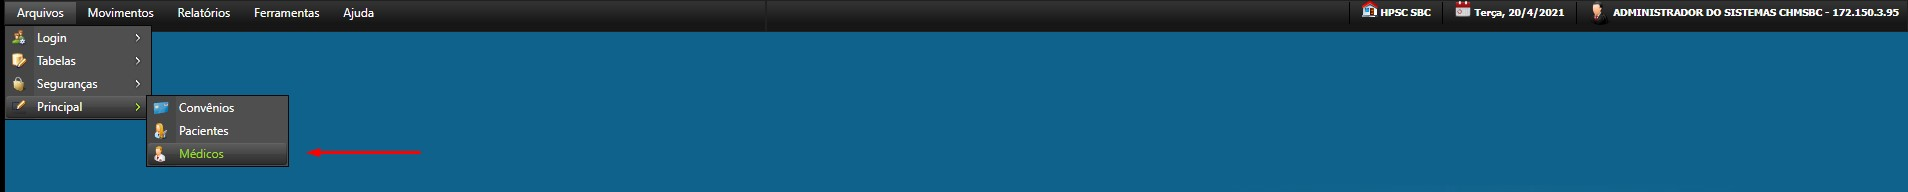 Arquivos Movimentos Relatórios Ferramentas Ajuda HPSC SBC Terça, 20/4/2021 ADMINISTRADOR DO SISTEMAS CHMSBC - 172.150.3.95
Login
Tabelas
Seguranças
Principal
Convênios
Pacientes
Médicos